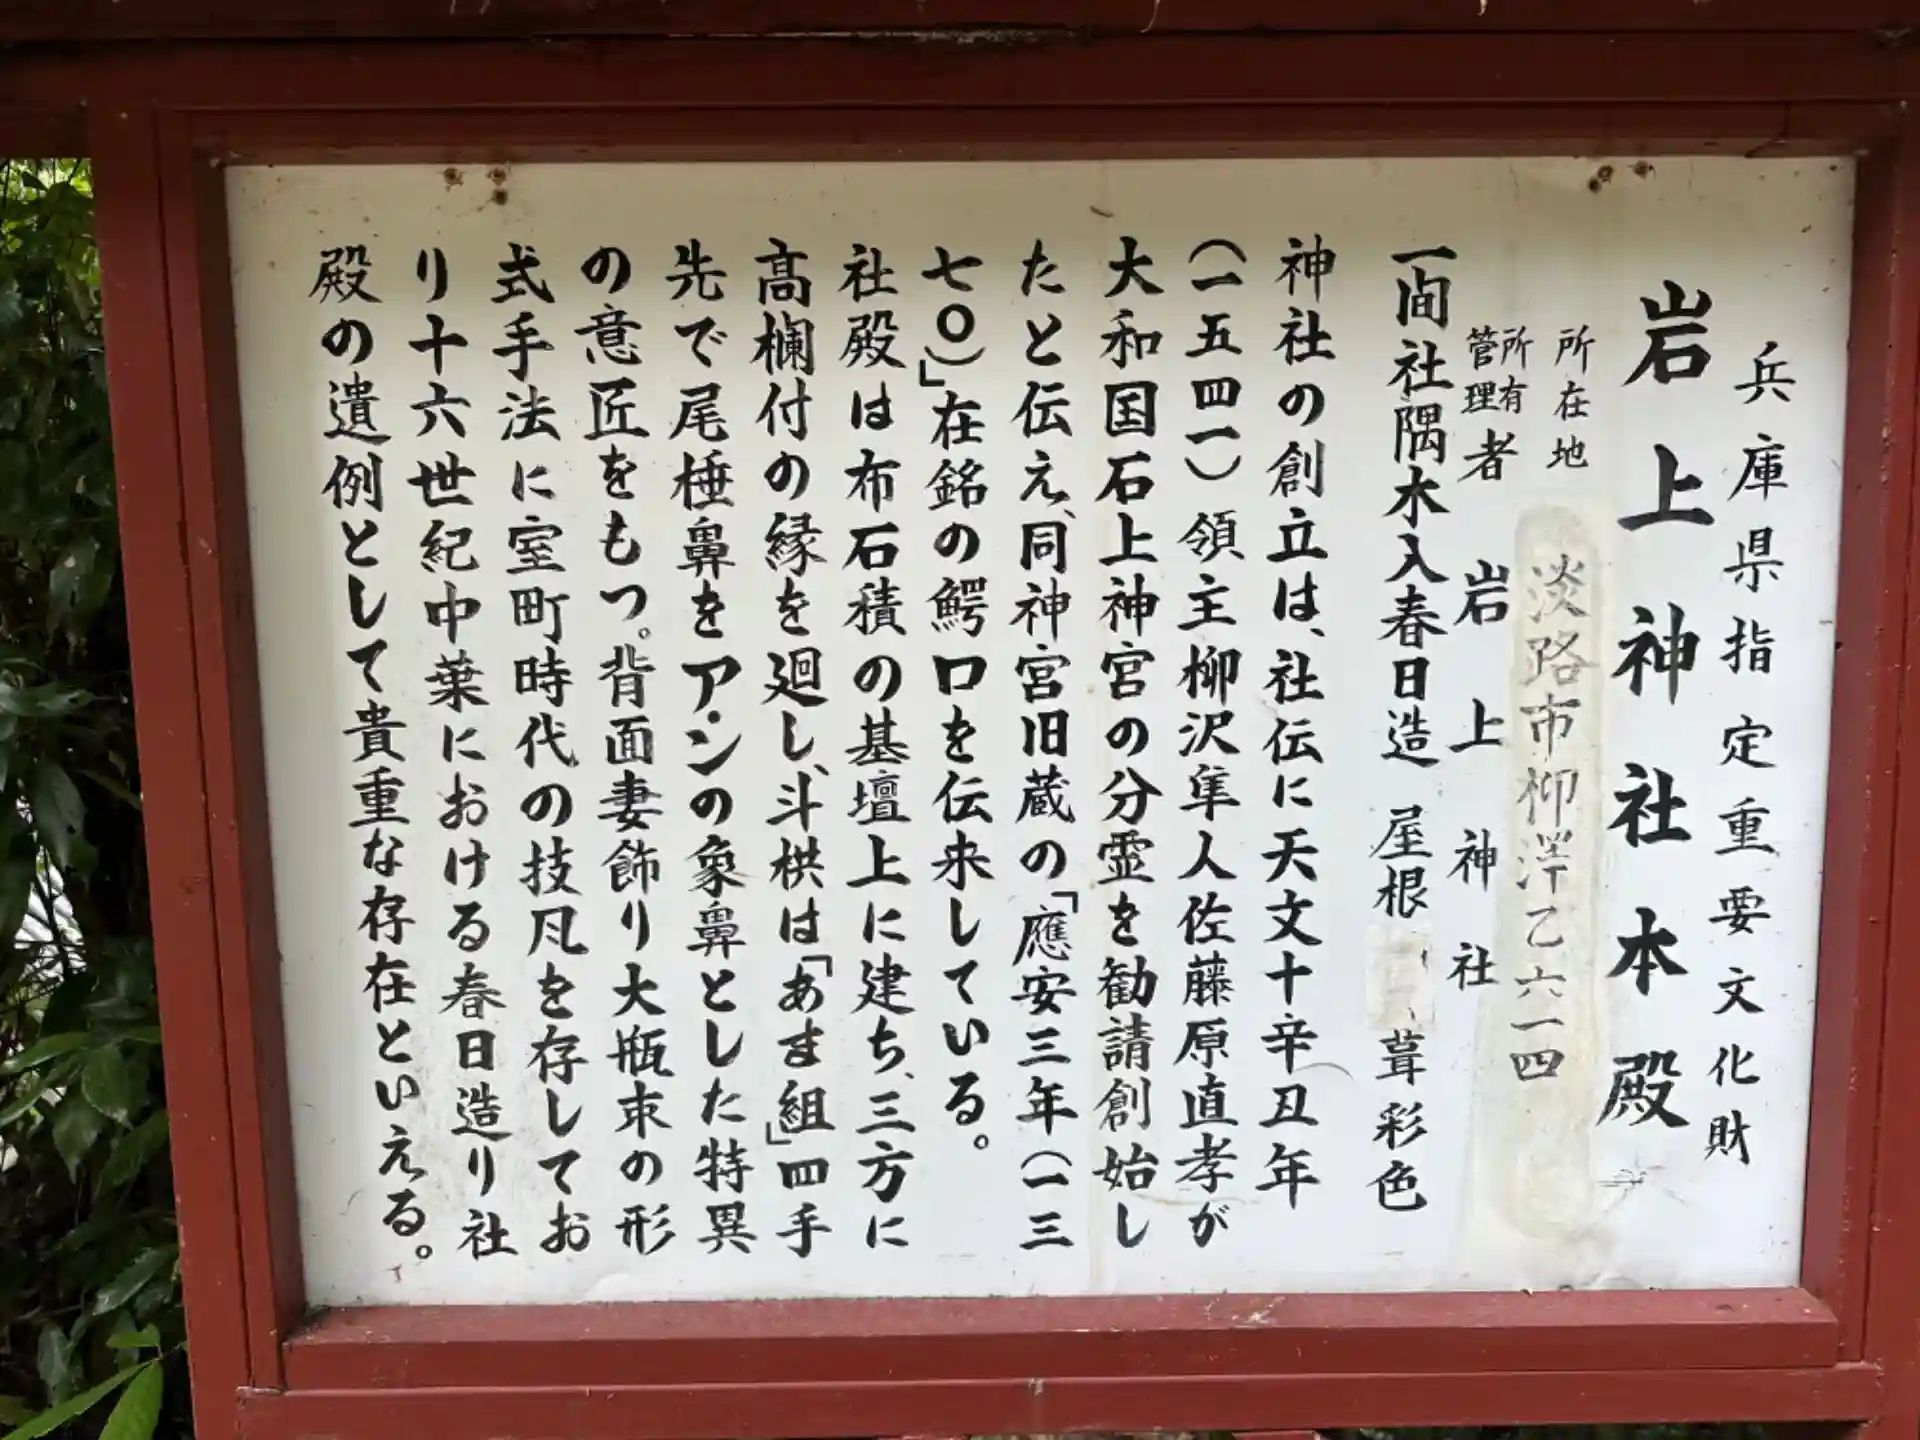 兵庫県指定重要文化財
岩上神社本殿
所在地 淡路市柳澤乙六一四
所有
管理者 岩上神社
一間社隅木入春日造 屋根 葺彩色
神社の創立は、社伝に天文十辛丑年
(一五四一)領主柳沢隼人佐藤原直孝が
大和国石上神宮の分霊を勧請創始し
たと伝え、同神宮旧蔵の「應安三年(一三
七〇)」在銘の鰐口を伝来している。
社殿は布石積の基壇上に建ち、三方に
高欄付の縁を廻し、斗栱は「あま組」四手
先で尾棰鼻をア・ンの象鼻とした特異
の意匠をもつ。背面妻飾り大瓶束の形
式手法に室町時代の技凡を存してお
り十六世紀中葉における春日造り社
殿の遺例として貴重な存在といえる。